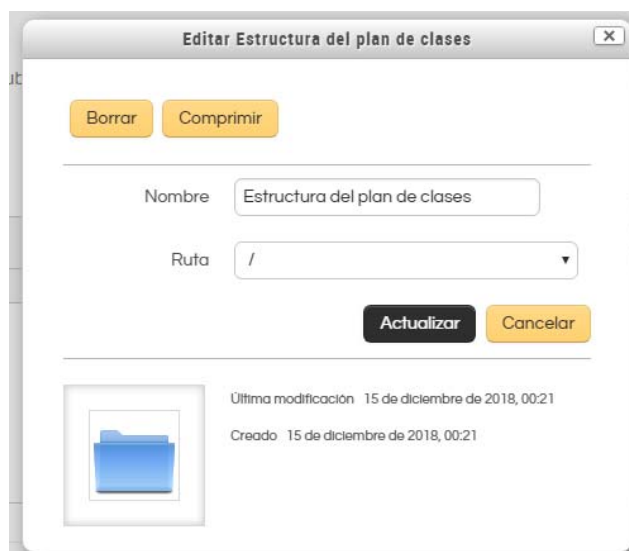 Editar Estructura del plan de clases
Borrar Comprimir
Nombre Estructura del plan de clases
Ruta /
Actualizar Cancelar
Última modificación 15 de diciembre de 2018, 00:21
Creado 15 de diciembre de 2018, 00:21